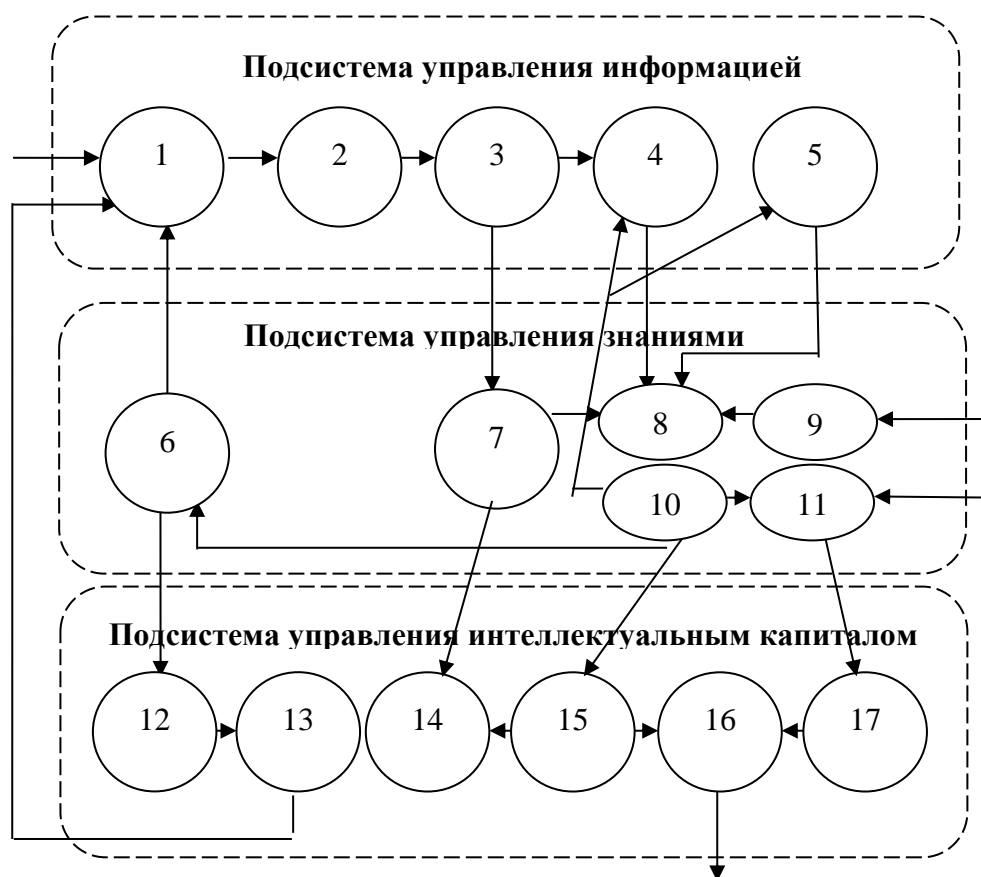 Подсистема управления информацией
1 2 3 4 5
Подсистема управления знаниями
6 7 8 9
10 11
Подсистема управления интеллектуальным капиталом
12 13 14 15 16 17